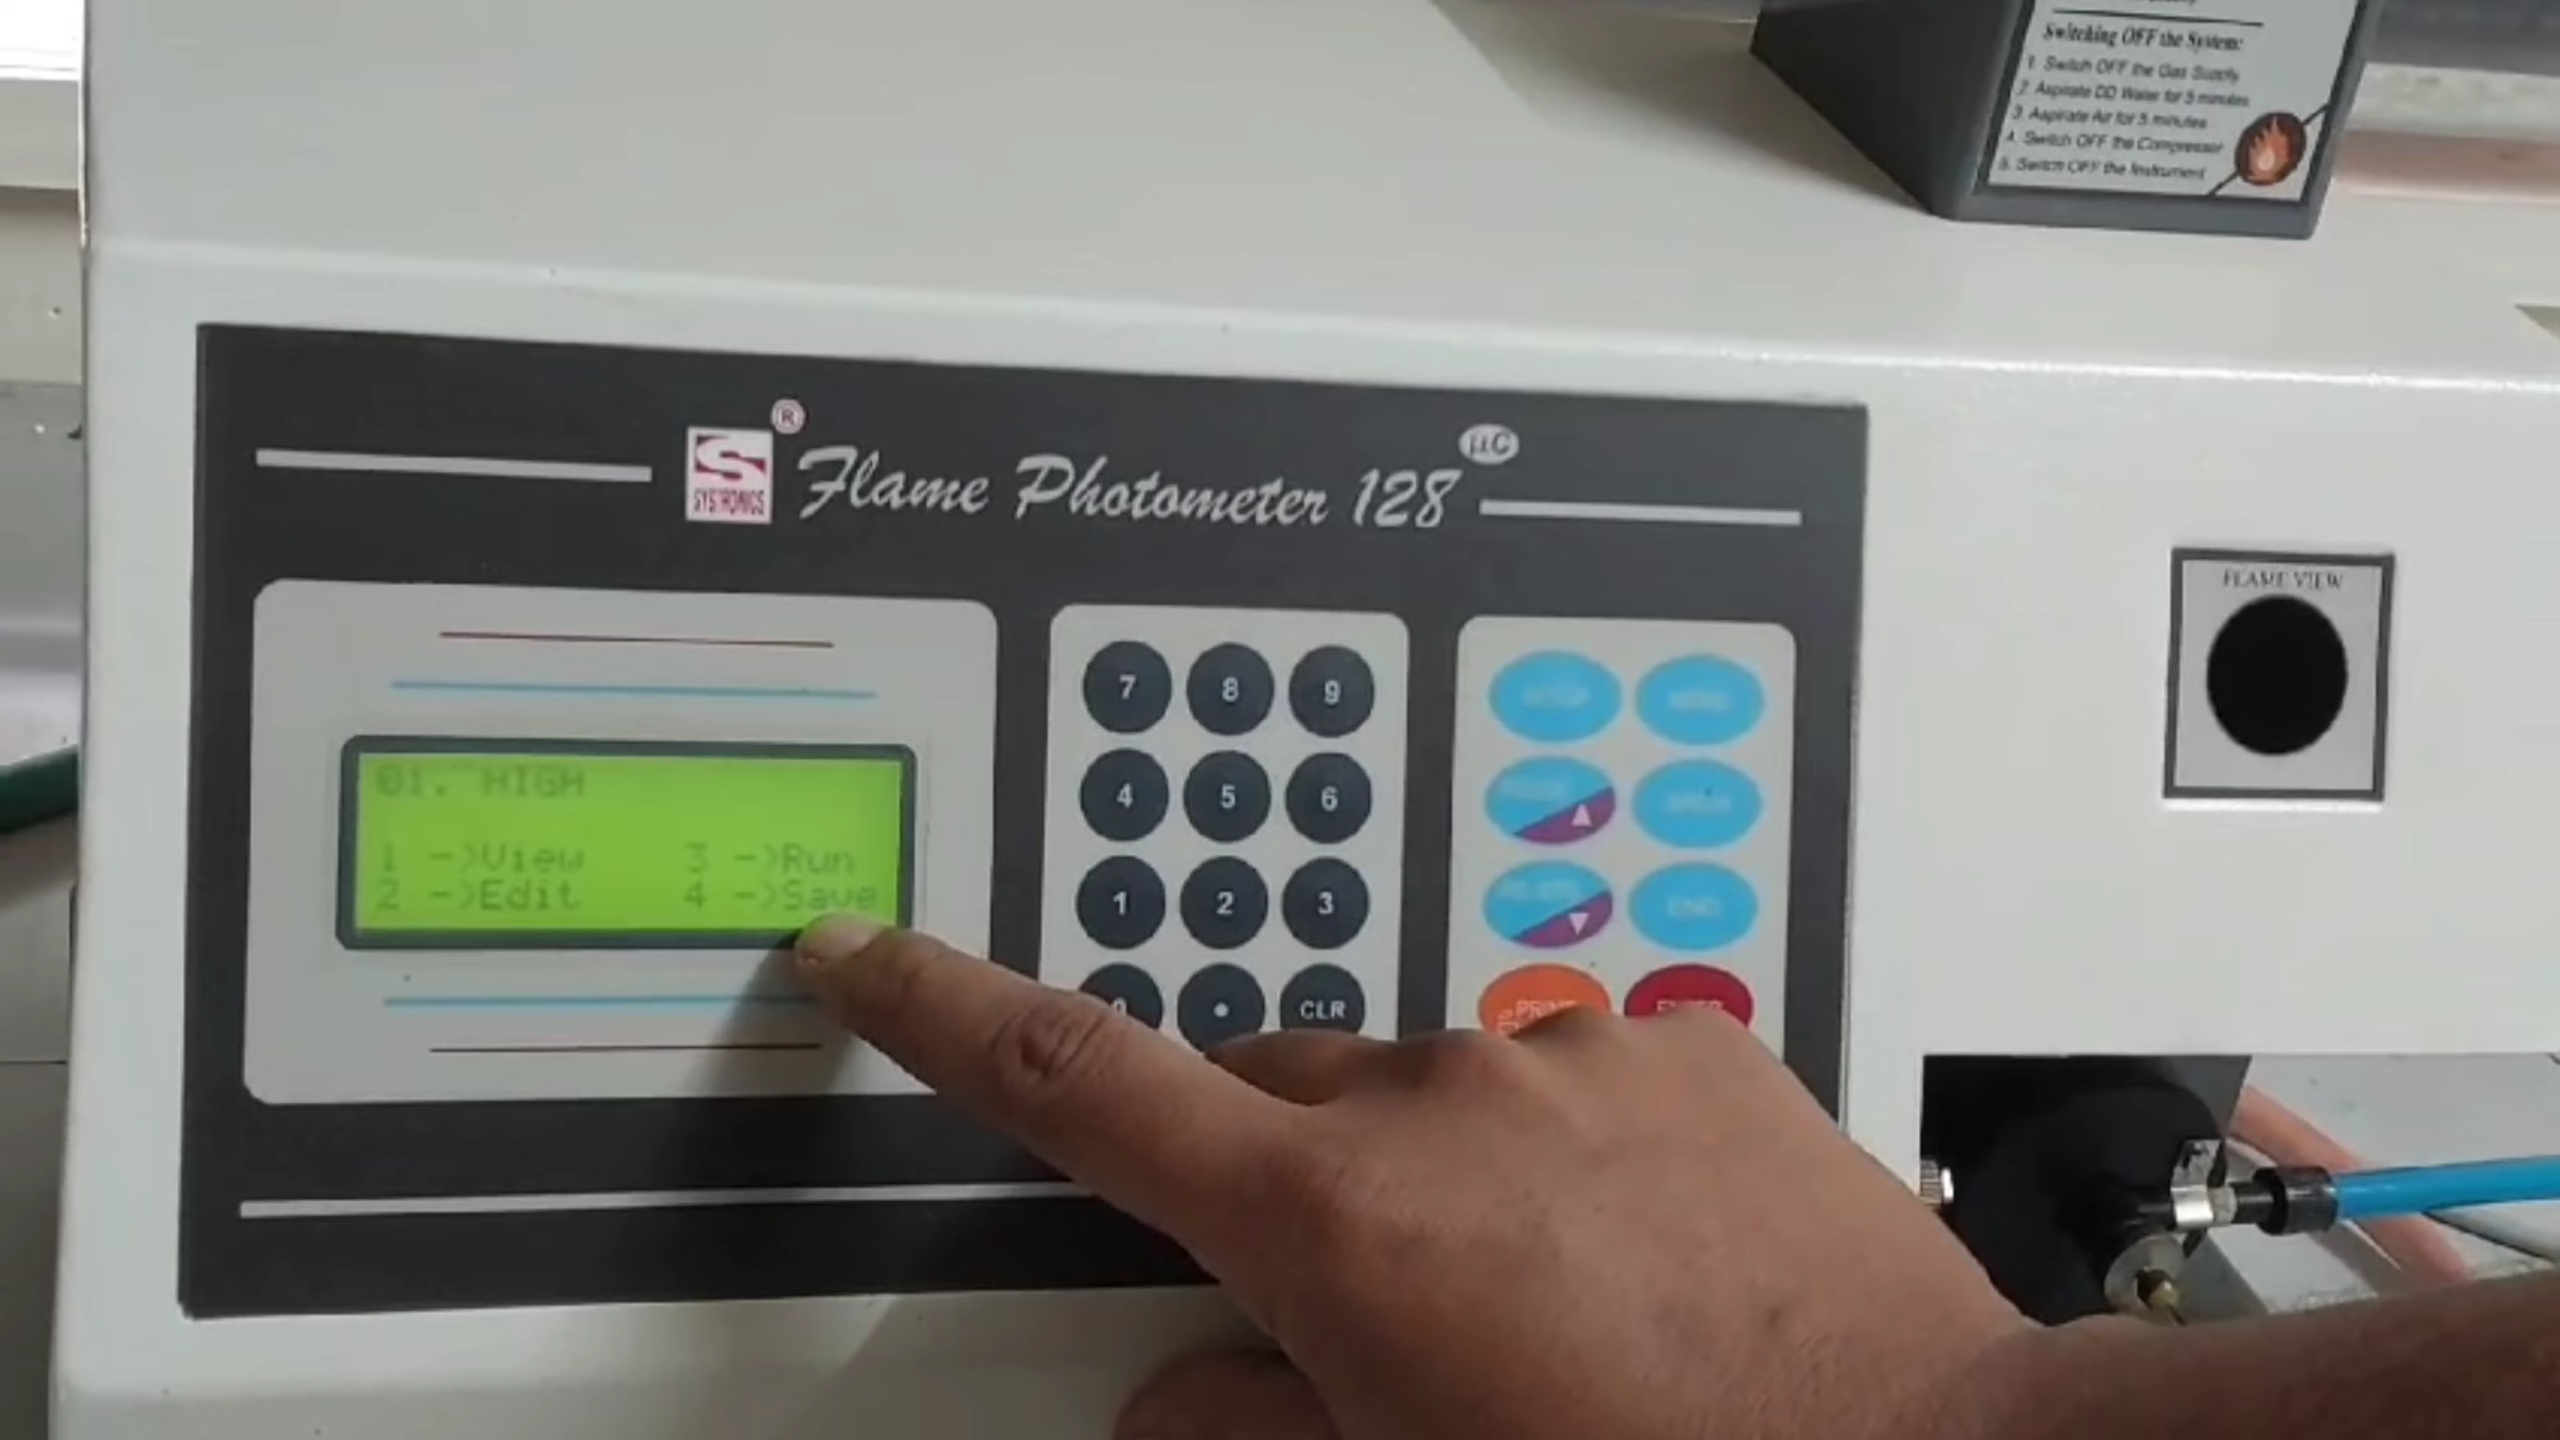 Switching OFF the System:
1. Switch OFF the Gas Supply
2. Aspirate DD Water for 5 minutes
3. Aspirate Air for 5 minutes
4. Switch OFF the Compressor
5. Switch OFF the Instrument
®
SYSTRONICS
Flame Photometer 128
µC
FLAME VIEW
01. HIGH
1 ->View 3 ->Run
2 ->Edit 4 ->Save
7 8 9
4 5 6
1 2 3
0 • CLR
PRINT
ENTER